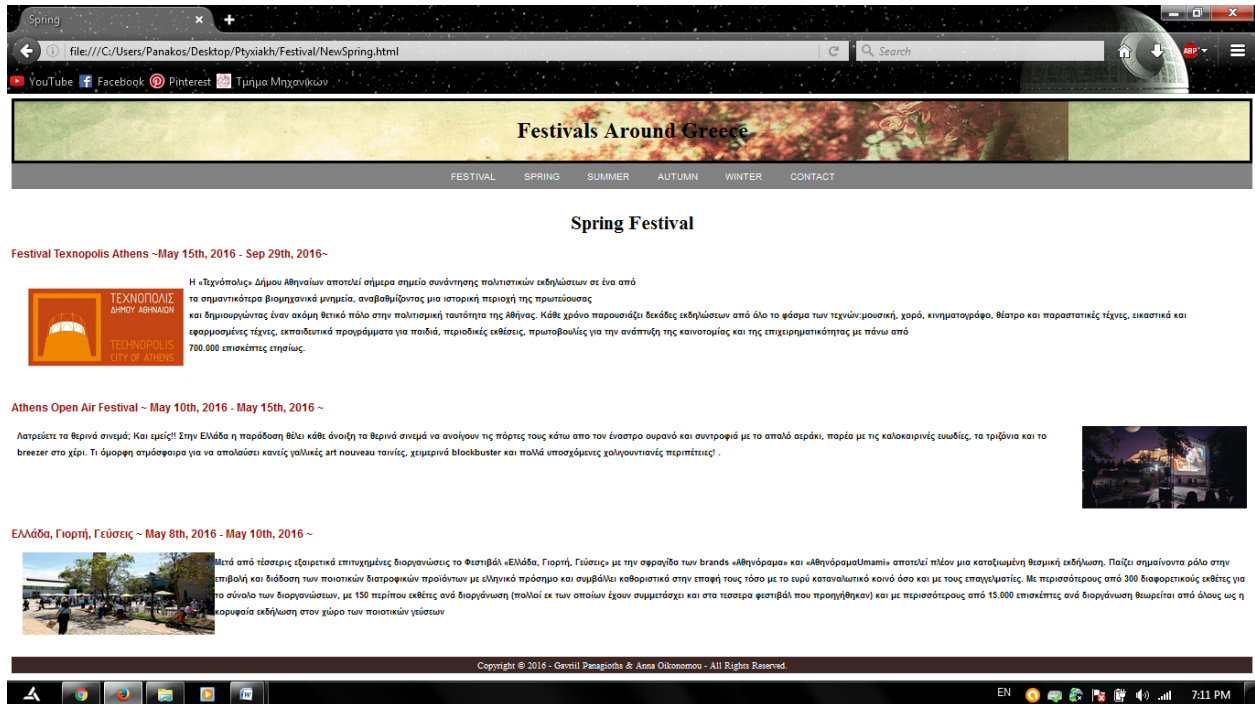 Spring
file:///C:/Users/Panakos/Desktop/Ptyxiakh/Festival/NewSpring.html
Search
ABP
YouTube Facebook Pinterest Τμήμα Μηχανικών
Festivals Around Greece
FESTIVAL SPRING SUMMER AUTUMN WINTER CONTACT
Spring Festival
Festival Texnopolis Athens ~May 15th, 2016 - Sep 29th, 2016~
ΤΕΧΝΟΠΟΛΙΣ
ΔΗΜΟΥ ΑΘΗΝΑΙΩΝ
TECHNOPOLIS
CITY OF ATHENS
Η «Τεχνόπολις» Δήμου Αθηναίων αποτελεί σήμερα σημείο συνάντησης πολιτιστικών εκδηλώσεων σε ένα από
τα σημαντικότερα βιομηχανικά μνημεία, αναβαθμίζοντας μια ιστορική περιοχή της πρωτεύουσας
και δημιουργώντας έναν ακόμη θετικό πόλο στην πολιτισμική ταυτότητα της Αθήνας. Κάθε χρόνο παρουσιάζει δεκάδες εκδηλώσεων από όλο το φάσμα των τεχνών:μουσική, χορό, κινηματογράφο, θέατρο και παραστατικές τέχνες, εικαστικά και
εφαρμοσμένες τέχνες, εκπαιδευτικά προγράμματα για παιδιά, περιοδικές εκθέσεις, πρωτοβουλίες για την ανάπτυξη της καινοτομίας και της επιχειρηματικότητας με πάνω από
700.000 επισκέπτες ετησίως.
Athens Open Air Festival ~ May 10th, 2016 - May 15th, 2016 ~
Λατρεύετε τα θερινά σινεμά; Και εμείς!! Στην Ελλάδα η παράδοση θέλει κάθε άνοιξη τα θερινά σινεμά να ανοίγουν τις πόρτες τους κάτω απο τον έναστρο ουρανό και συντροφιά με το απαλό αεράκι, παρέα με τις καλοκαιρινές ευωδίες, τα τριζόνια και το
breezer στο χέρι. Τι όμορφη ατμόσφαιρα για να απολαύσει κανείς γαλλικές art nouveau ταινίες, χειμερινά blockbuster και πολλά υποσχόμενες χολιγουντιανές περιπέτειες! .
Ελλάδα, Γιορτή, Γεύσεις ~ May 8th, 2016 - May 10th, 2016 ~
Μετά από τέσσερις εξαιρετικά επιτυχημένες διοργανώσεις το Φεστιβάλ «Ελλάδα, Γιορτή, Γεύσεις» με την σφραγίδα των brands «Αθηνόραμα» και «ΑθηνόραμαUmami» αποτελεί πλέον μια καταξιωμένη θεσμική εκδήλωση. Παίζει σημαίνοντα ρόλο στην
επιβολή και διάδοση των ποιοτικών διατροφικών προϊόντων με ελληνικό πρόσημο και συμβάλλει καθοριστικά στην επαφή τους τόσο με το ευρύ καταναλωτικό κοινό όσο και με τους επαγγελματίες. Με περισσότερους από 300 διαφορετικούς εκθέτες για
το σύνολο των διοργανώσεων, με 150 περίπου εκθέτες ανά διοργάνωση (πολλοί εκ των οποίων έχουν συμμετάσχει και στα τεσσερα φεστιβάλ που προηγήθηκαν) και με περισσότερους από 15.000 επισκέπτες ανά διοργάνωση θεωρείται από όλους ως η
κορυφαία εκδήλωση στον χώρο των ποιοτικών γεύσεων
Copyright © 2016 - Gavriil Panagioths & Anna Oikonomou - All Rights Reserved.
EN 7:11 PM